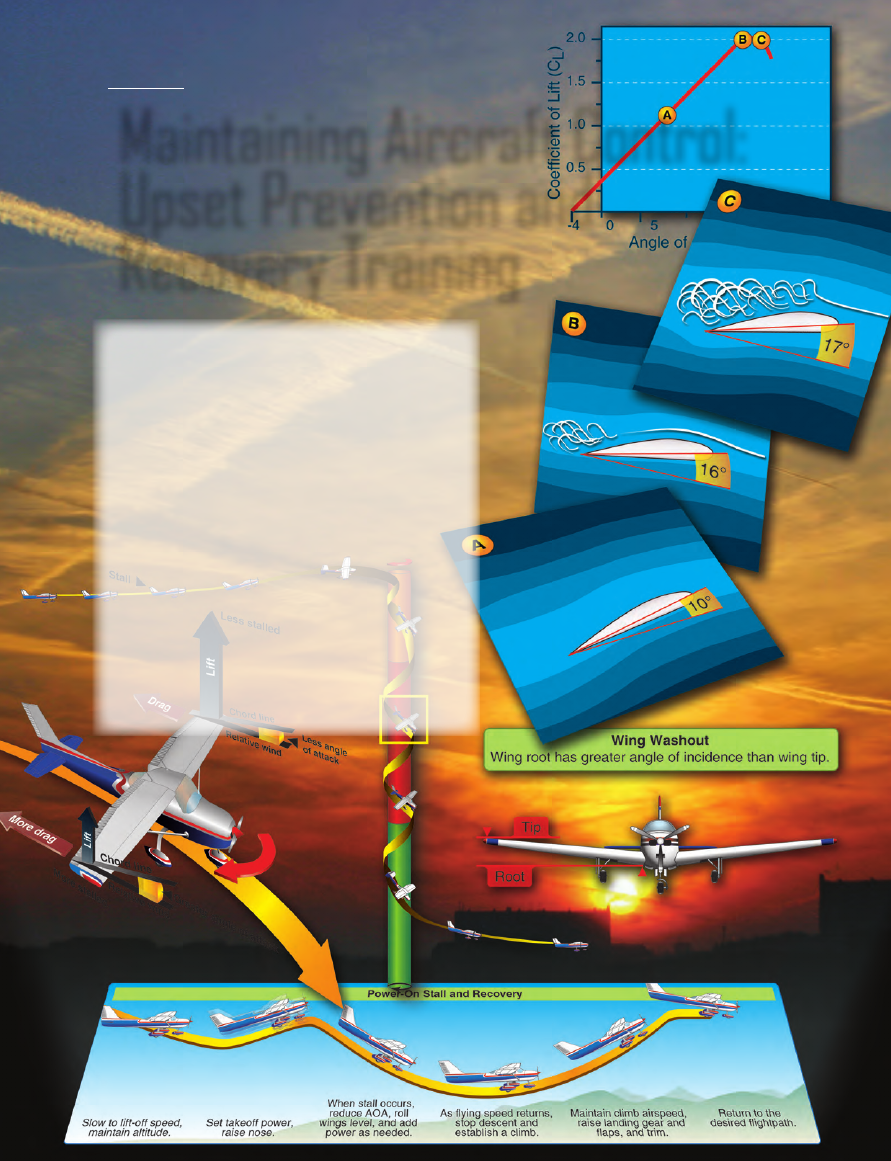 Maintaining Aircraft Control:
Upset Prevention and
Recovery Training
2.0
1.5
1.0
0.5
-4
0
5
Coefficient of Lift (CL)
Angle of
A
B
C
C
17°
B
16°
A
10°
Stall
Less stalled
Lift
Drag
Chord line
Relative wind
Less angle
of attack
More drag
Lift
Wing Washout
Wing root has greater angle of incidence than wing tip.
Tip
Root
Power-On Stall and Recovery
Slow to lift-off speed,
maintain altitude.
Set takeoff power,
raise nose.
When stall occurs,
reduce AOA, roll
wings level, and add
power as needed.
As flying speed returns,
stop descent and
establish a climb.
Maintain climb airspeed,
raise landing gear and
flaps, and trim.
Return to the
desired flightpath.